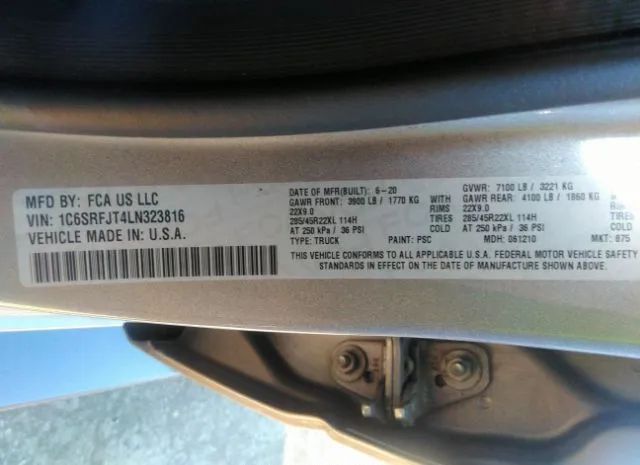 MFD BY: FCA US LLC
VIN: 1C6SRFJT4LN323816
VEHICLE MADE IN: U.S.A.
DATE OF MFR(BUILT): 6-20
GAWR FRONT: 3900 LB / 1770 KG WITH
22X9.0 RIMS
285/45R22XL 114H TIRES
AT 250 kPa / 36 PSI COLD
TYPE: TRUCK PAINT: PSC
GVWR: 7100 LB / 3221 KG
GAWR REAR: 4100 LB / 1860 KG WITH
22X9.0 RIMS
285/45R22XL 114H TIRES
AT 250 kPa / 36 PSI COLD
MDH: 061210 MKT: 875
THIS VEHICLE CONFORMS TO ALL APPLICABLE U.S.A. FEDERAL MOTOR VEHICLE SAFETY
STANDARDS IN EFFECT ON THE DATE OF MANUFACTURE SHOWN ABOVE.